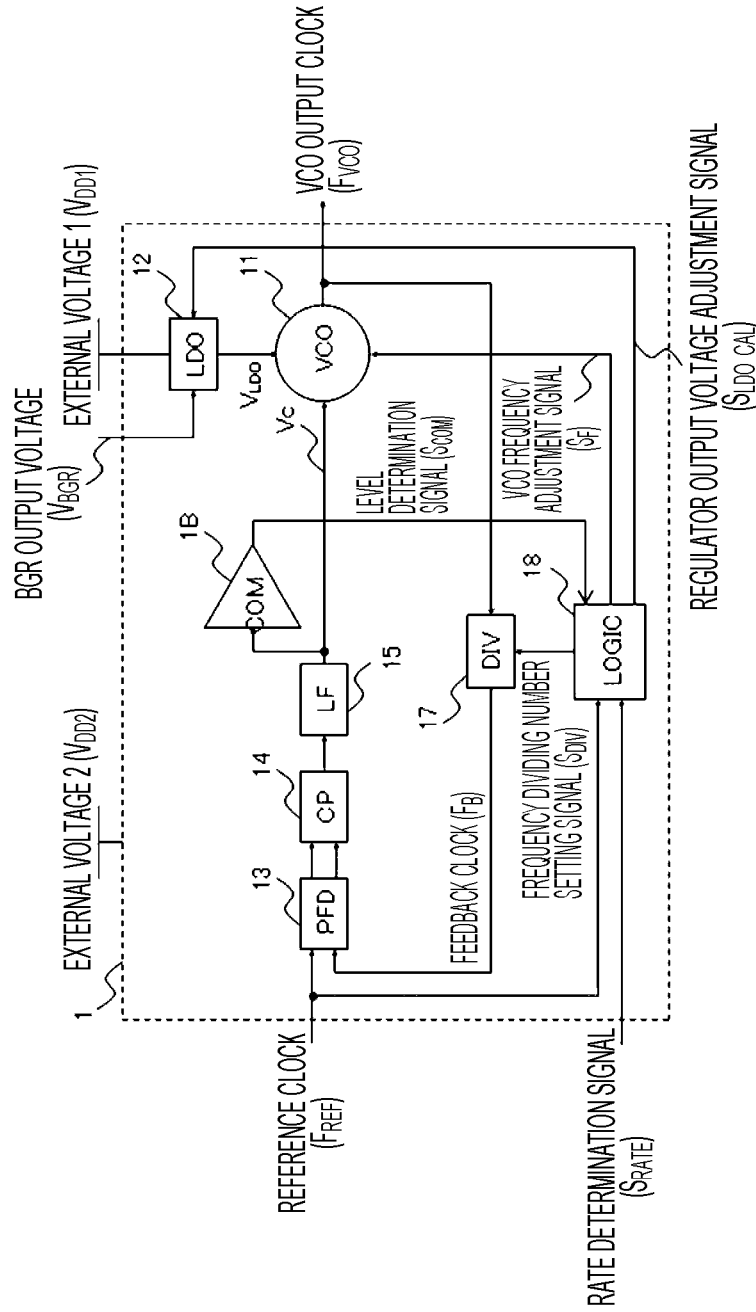 EXTERNAL VOLTAGE 2 (VDD2)
BGR OUTPUT VOLTAGE
(VBGR)
EXTERNAL VOLTAGE 1 (VDD1)
1
12
LDO
VLDO
11
VCO
VCO OUTPUT CLOCK
(FVCO)
VC
1B
COM
LEVEL
DETERMINATION
SIGNAL (SCOM)
REFERENCE CLOCK
(FREF)
13
PFD
14
CP
LF
15
FEEDBACK CLOCK (FB)
17
DIV
VCO FREQUENCY
ADJUSTMENT SIGNAL
(SF)
FREQUENCY DIVIDING NUMBER
SETTING SIGNAL (SDIV)
18
LOGIC
RATE DETERMINATION SIGNAL
(SRATE)
REGULATOR OUTPUT VOLTAGE ADJUSTMENT SIGNAL
(SLDO CAL)